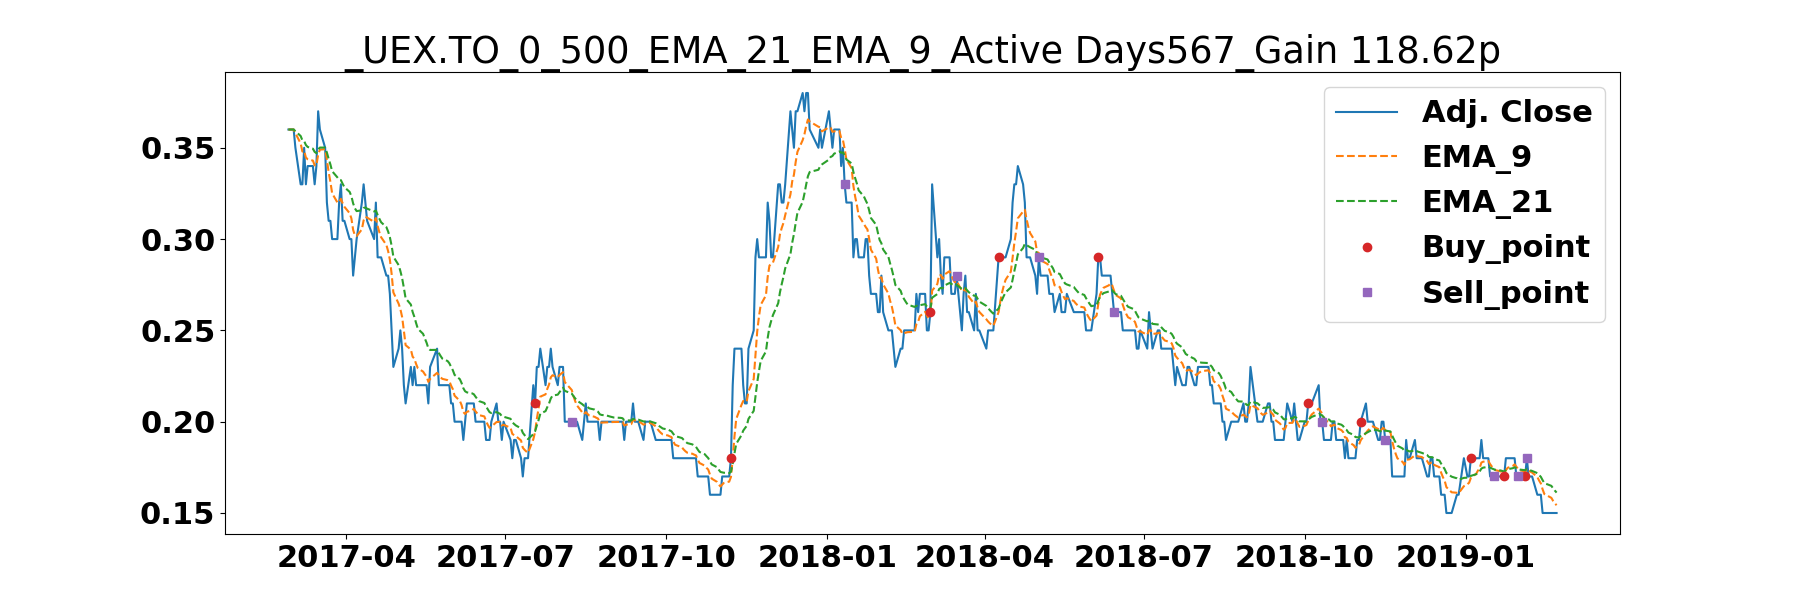 _UEX.TO_0_500_EMA_21_EMA_9_Active Days567_Gain 118.62p
Adj. Close
EMA_9
EMA_21
Buy_point
Sell_point
0.35
0.30
0.25
0.20
0.15
2017-04 2017-07 2017-10 2018-01 2018-04 2018-07 2018-10 2019-01